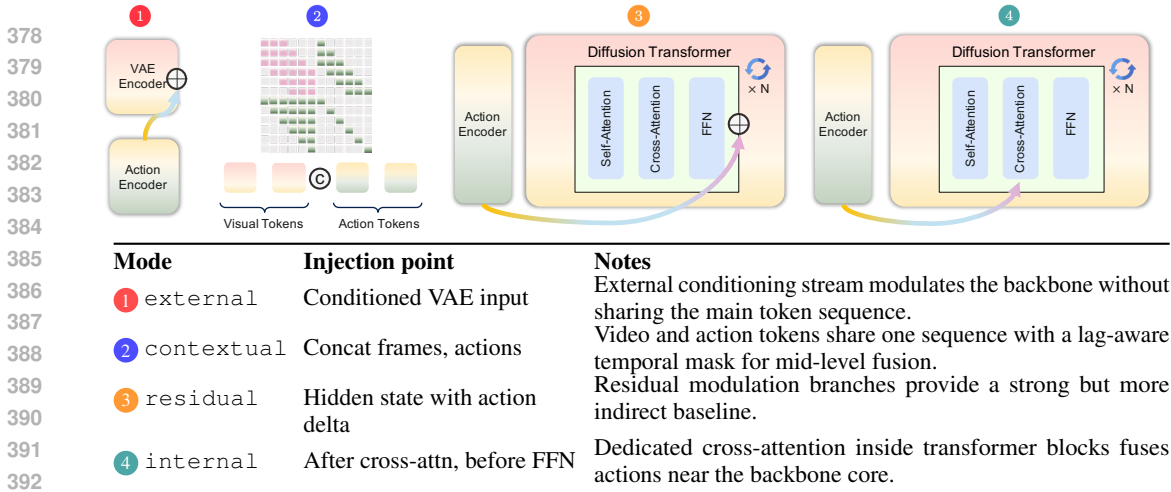 1 2 3 4
378
379
380
381
382
383
384
385
386
387
388
389
390
391
392
VAE Encoder
Action Encoder
C
Visual Tokens Action Tokens
Action Encoder
Diffusion Transformer
Self-Attention
Cross-Attention
FFN
× N
Action Encoder
Diffusion Transformer
Self-Attention
Cross-Attention
FFN
× N
Mode Injection point Notes
1 external Conditioned VAE input External conditioning stream modulates the backbone without
sharing the main token sequence.
2 contextual Concat frames, actions Video and action tokens share one sequence with a lag-aware
temporal mask for mid-level fusion.
3 residual Hidden state with action Residual modulation branches provide a strong but more
delta indirect baseline.
4 internal After cross-attn, before FFN Dedicated cross-attention inside transformer blocks fuses
actions near the backbone core.